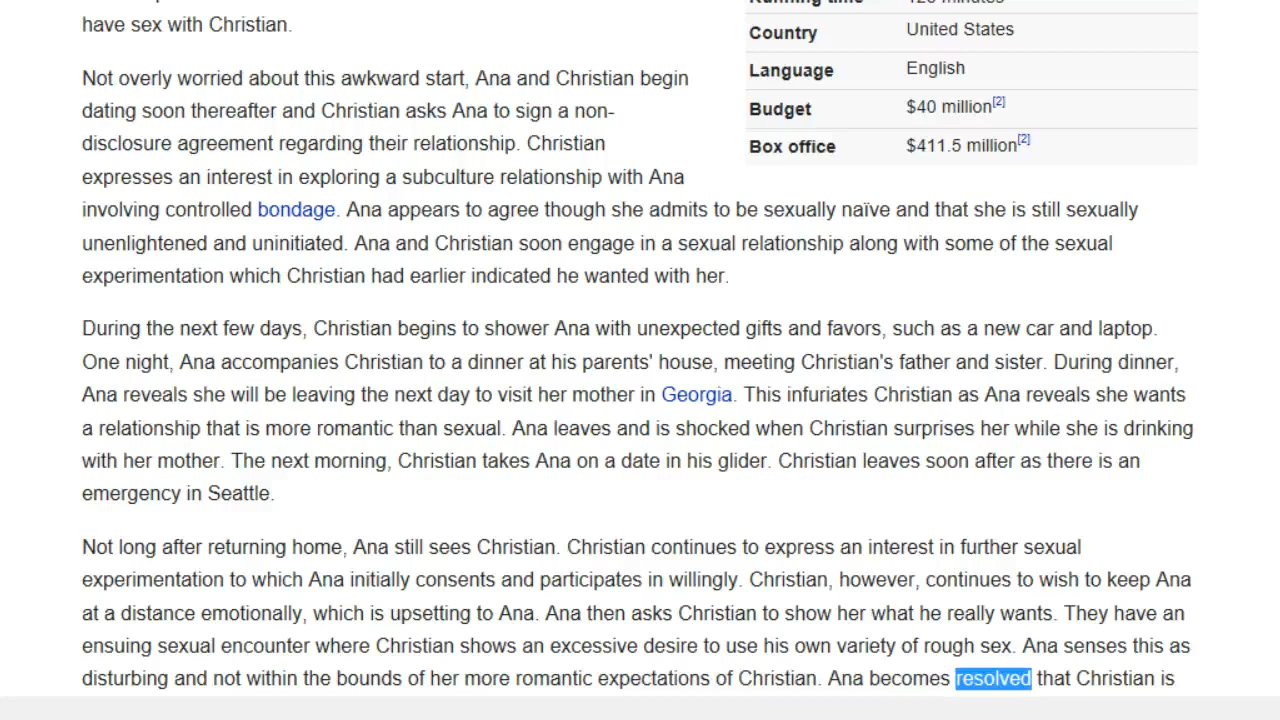 have sex with Christian.
Country United States
Language English
Budget $40 million[2]
Box office $411.5 million[2]
Not overly worried about this awkward start, Ana and Christian begin
dating soon thereafter and Christian asks Ana to sign a non-
disclosure agreement regarding their relationship. Christian
expresses an interest in exploring a subculture relationship with Ana
involving controlled bondage. Ana appears to agree though she admits to be sexually naïve and that she is still sexually
unenlightened and uninitiated. Ana and Christian soon engage in a sexual relationship along with some of the sexual
experimentation which Christian had earlier indicated he wanted with her.
During the next few days, Christian begins to shower Ana with unexpected gifts and favors, such as a new car and laptop.
One night, Ana accompanies Christian to a dinner at his parents' house, meeting Christian's father and sister. During dinner,
Ana reveals she will be leaving the next day to visit her mother in Georgia. This infuriates Christian as Ana reveals she wants
a relationship that is more romantic than sexual. Ana leaves and is shocked when Christian surprises her while she is drinking
with her mother. The next morning, Christian takes Ana on a date in his glider. Christian leaves soon after as there is an
emergency in Seattle.
Not long after returning home, Ana still sees Christian. Christian continues to express an interest in further sexual
experimentation to which Ana initially consents and participates in willingly. Christian, however, continues to wish to keep Ana
at a distance emotionally, which is upsetting to Ana. Ana then asks Christian to show her what he really wants. They have an
ensuing sexual encounter where Christian shows an excessive desire to use his own variety of rough sex. Ana senses this as
disturbing and not within the bounds of her more romantic expectations of Christian. Ana becomes resolved that Christian is